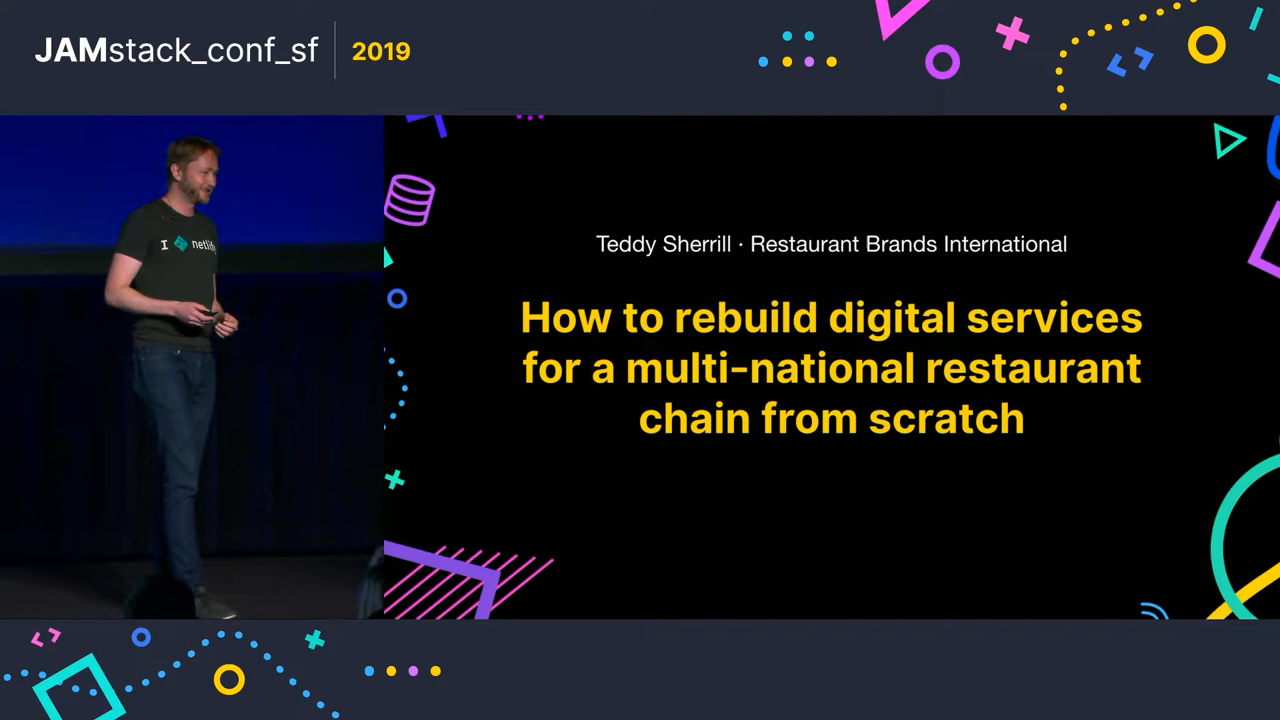 JAMstack_conf_sf
2019
I netlify
Teddy Sherrill · Restaurant Brands International
How to rebuild digital services
for a multi-national restaurant
chain from scratch